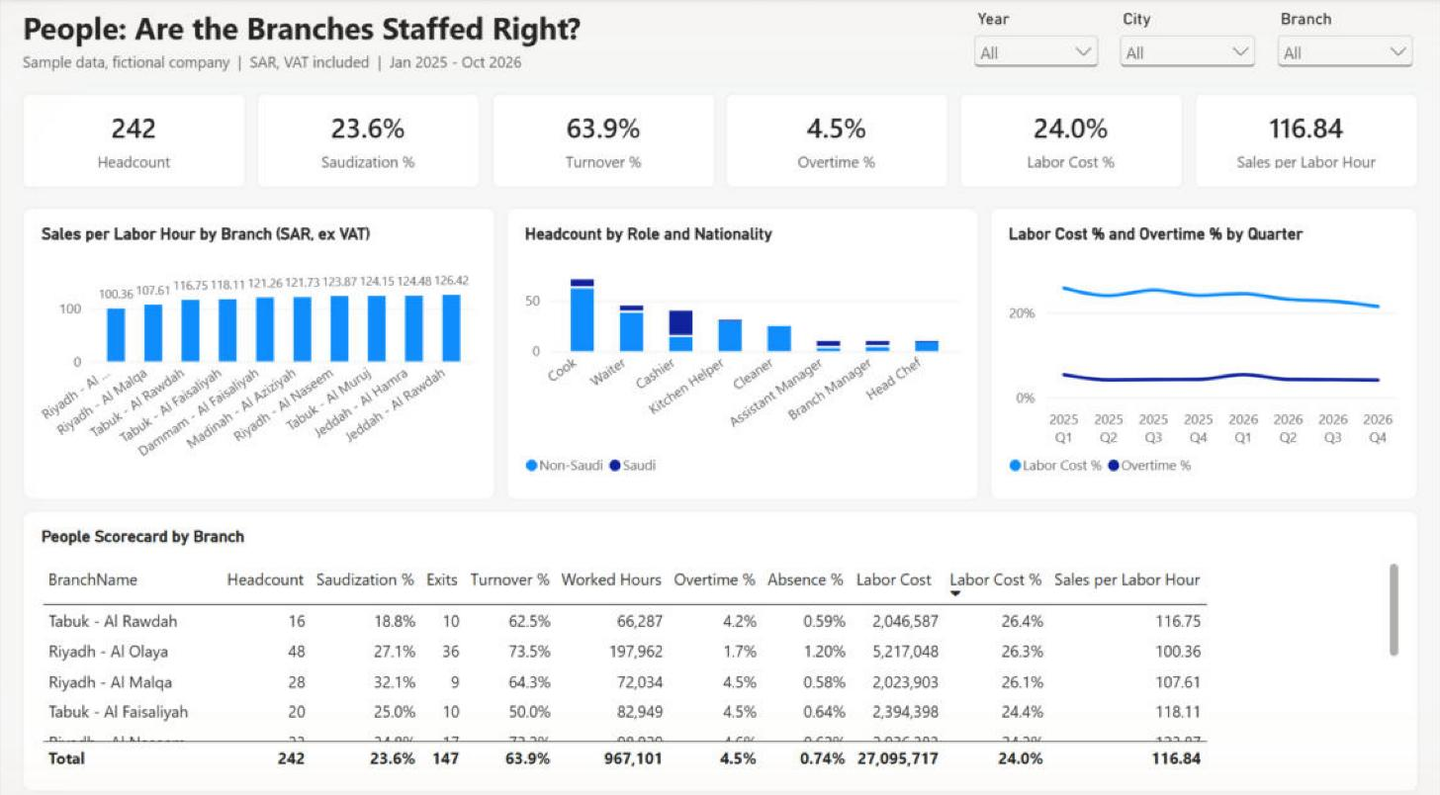 People: Are the Branches Staffed Right?
Sample data, fictional company | SAR, VAT included | Jan 2025 - Oct 2026
Year City Branch
All All All
242 23.6% 63.9% 4.5% 24.0% 116.84
Headcount Saudization % Turnover % Overtime % Labor Cost % Sales per Labor Hour
Sales per Labor Hour by Branch (SAR, ex VAT)
100.36 107.61 116.75 118.11 121.26 121.73 123.87 124.15 124.48 126.42
100
0
Riyadh - Al ...
Riyadh - Al Malqa
Tabuk - Al Rawdah
Tabuk - Al Faisaliyah
Dammam - Al Faisaliyah
Madinah - Al Aziziyah
Riyadh - Al Naseem
Tabuk - Al Muruj
Jeddah - Al Hamra
Jeddah - Al Rawdah
Headcount by Role and Nationality
50
0
Cook
Waiter
Cashier
Kitchen Helper
Cleaner
Assistant Manager
Branch Manager
Head Chef
Non-Saudi Saudi
Labor Cost % and Overtime % by Quarter
20%
0%
2025 2025 2025 2025 2026 2026 2026 2026
Q1 Q2 Q3 Q4 Q1 Q2 Q3 Q4
Labor Cost % Overtime %
People Scorecard by Branch
BranchName Headcount Saudization % Exits Turnover % Worked Hours Overtime % Absence % Labor Cost Labor Cost % Sales per Labor Hour
Tabuk - Al Rawdah 16 18.8% 10 62.5% 66,287 4.2% 0.59% 2,046,587 26.4% 116.75
Riyadh - Al Olaya 48 27.1% 36 73.5% 197,962 1.7% 1.20% 5,217,048 26.3% 100.36
Riyadh - Al Malqa 28 32.1% 9 64.3% 72,034 4.5% 0.58% 2,023,903 26.1% 107.61
Tabuk - Al Faisaliyah 20 25.0% 10 50.0% 82,949 4.5% 0.64% 2,394,398 24.4% 118.11
Total 242 23.6% 147 63.9% 967,101 4.5% 0.74% 27,095,717 24.0% 116.84